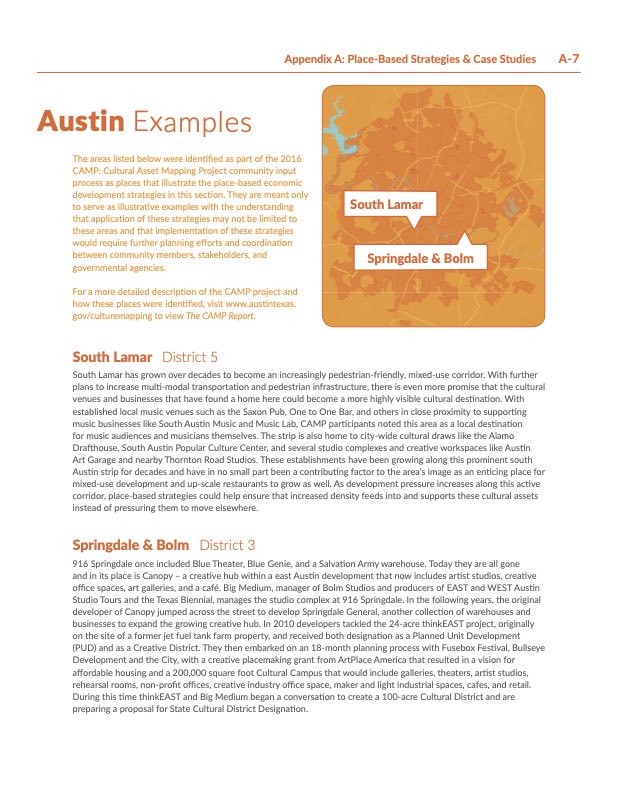 Appendix A: Place-Based Strategies & Case Studies A-7
Austin Examples
The areas listed below were identified as part of the 2016
CAMP: Cultural Asset Mapping Project community input
process as places that illustrate the place-based economic
development strategies in this section. They are meant only
to serve as illustrative examples with the understanding
that application of these strategies may not be limited to
these areas and that implementation of these strategies
would require further planning efforts and coordination
between community members, stakeholders, and
governmental agencies.
For a more detailed description of the CAMP project and
how these places were identified, visit www.austintexas.
gov/culturemapping to view The CAMP Report.
South Lamar
Springdale & Bolm
South Lamar District 5
South Lamar has grown over decades to become an increasingly pedestrian-friendly, mixed-use corridor. With further
plans to increase multi-modal transportation and pedestrian infrastructure, there is even more promise that the cultural
venues and businesses that have found a home here could become a more highly visible cultural destination. With
established local music venues such as the Saxon Pub, One to One Bar, and others in close proximity to supporting
music businesses like South Austin Music and Music Lab, CAMP participants noted this area as a local destination
for music audiences and musicians themselves. The strip is also home to city-wide cultural draws like the Alamo
Drafthouse, South Austin Popular Culture Center, and several studio complexes and creative workspaces like Austin
Art Garage and nearby Thornton Road Studios. These establishments have been growing along this prominent south
Austin strip for decades and have in no small part been a contributing factor to the area's image as an enticing place for
mixed-use development and up-scale restaurants to grow as well. As development pressure increases along this active
corridor, place-based strategies could help ensure that increased density feeds into and supports these cultural assets
instead of pressuring them to move elsewhere.
Springdale & Bolm District 3
916 Springdale once included Blue Theater, Blue Genie, and a Salvation Army warehouse. Today they are all gone
and in its place is Canopy – a creative hub within a east Austin development that now includes artist studios, creative
office spaces, art galleries, and a café. Big Medium, manager of Bolm Studios and producers of EAST and WEST Austin
Studio Tours and the Texas Biennial, manages the studio complex at 916 Springdale. In the following years, the original
developer of Canopy jumped across the street to develop Springdale General, another collection of warehouses and
businesses to expand the growing creative hub. In 2010 developers tackled the 24-acre thinkEAST project, originally
on the site of a former jet fuel tank farm property, and received both designation as a Planned Unit Development
(PUD) and as a Creative District. They then embarked on an 18-month planning process with Fusebox Festival, Bullseye
Development and the City, with a creative placemaking grant from ArtPlace America that resulted in a vision for
affordable housing and a 200,000 square foot Cultural Campus that would include galleries, theaters, artist studios,
rehearsal rooms, non-profit offices, creative industry office space, maker and light industrial spaces, cafes, and retail.
During this time thinkEAST and Big Medium began a conversation to create a 100-acre Cultural District and are
preparing a proposal for State Cultural District Designation.